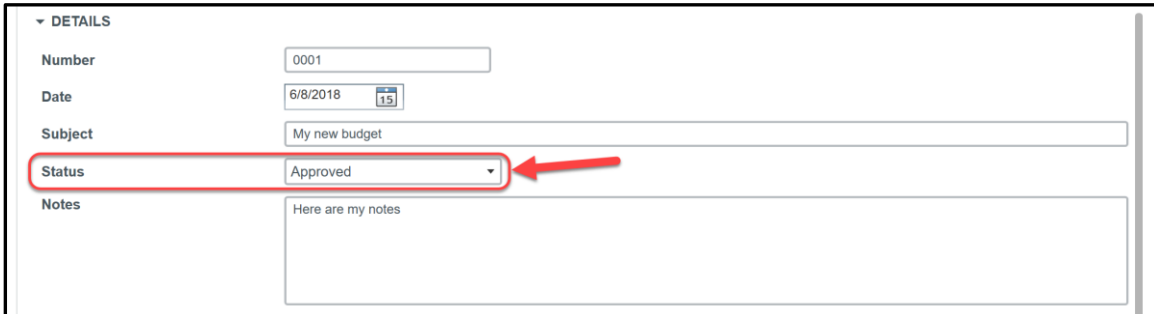 DETAILS
Number 0001
Date 6/8/2018 15
Subject My new budget
Status Approved
Notes Here are my notes